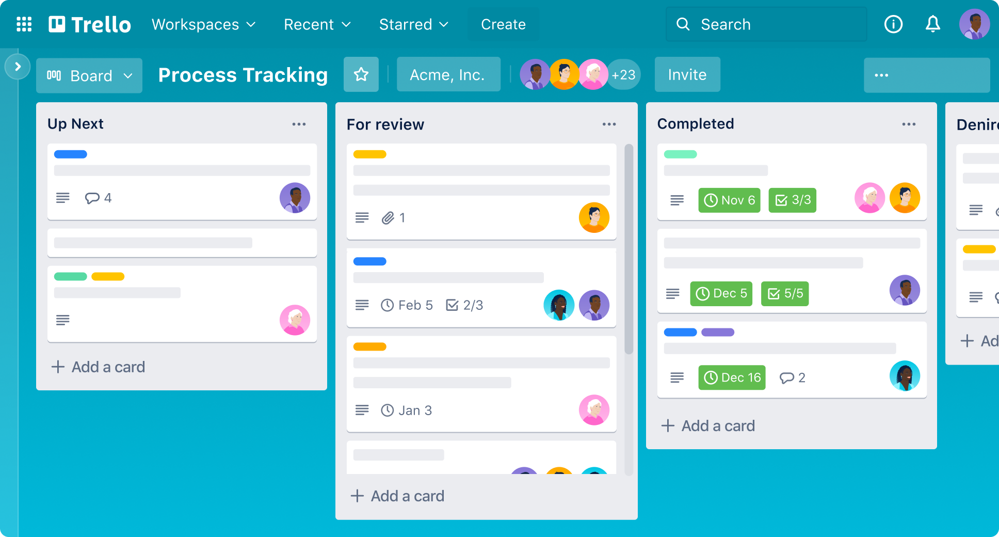 Trello Workspaces Recent Starred Create Search
Board Process Tracking Acme, Inc. +23 Invite
Up Next
4
Add a card
For review
1
Feb 5 2/3
Jan 3
Add a card
Completed
Nov 6 3/3
Dec 5 5/5
Dec 16 2
Add a card
Denire
Ad